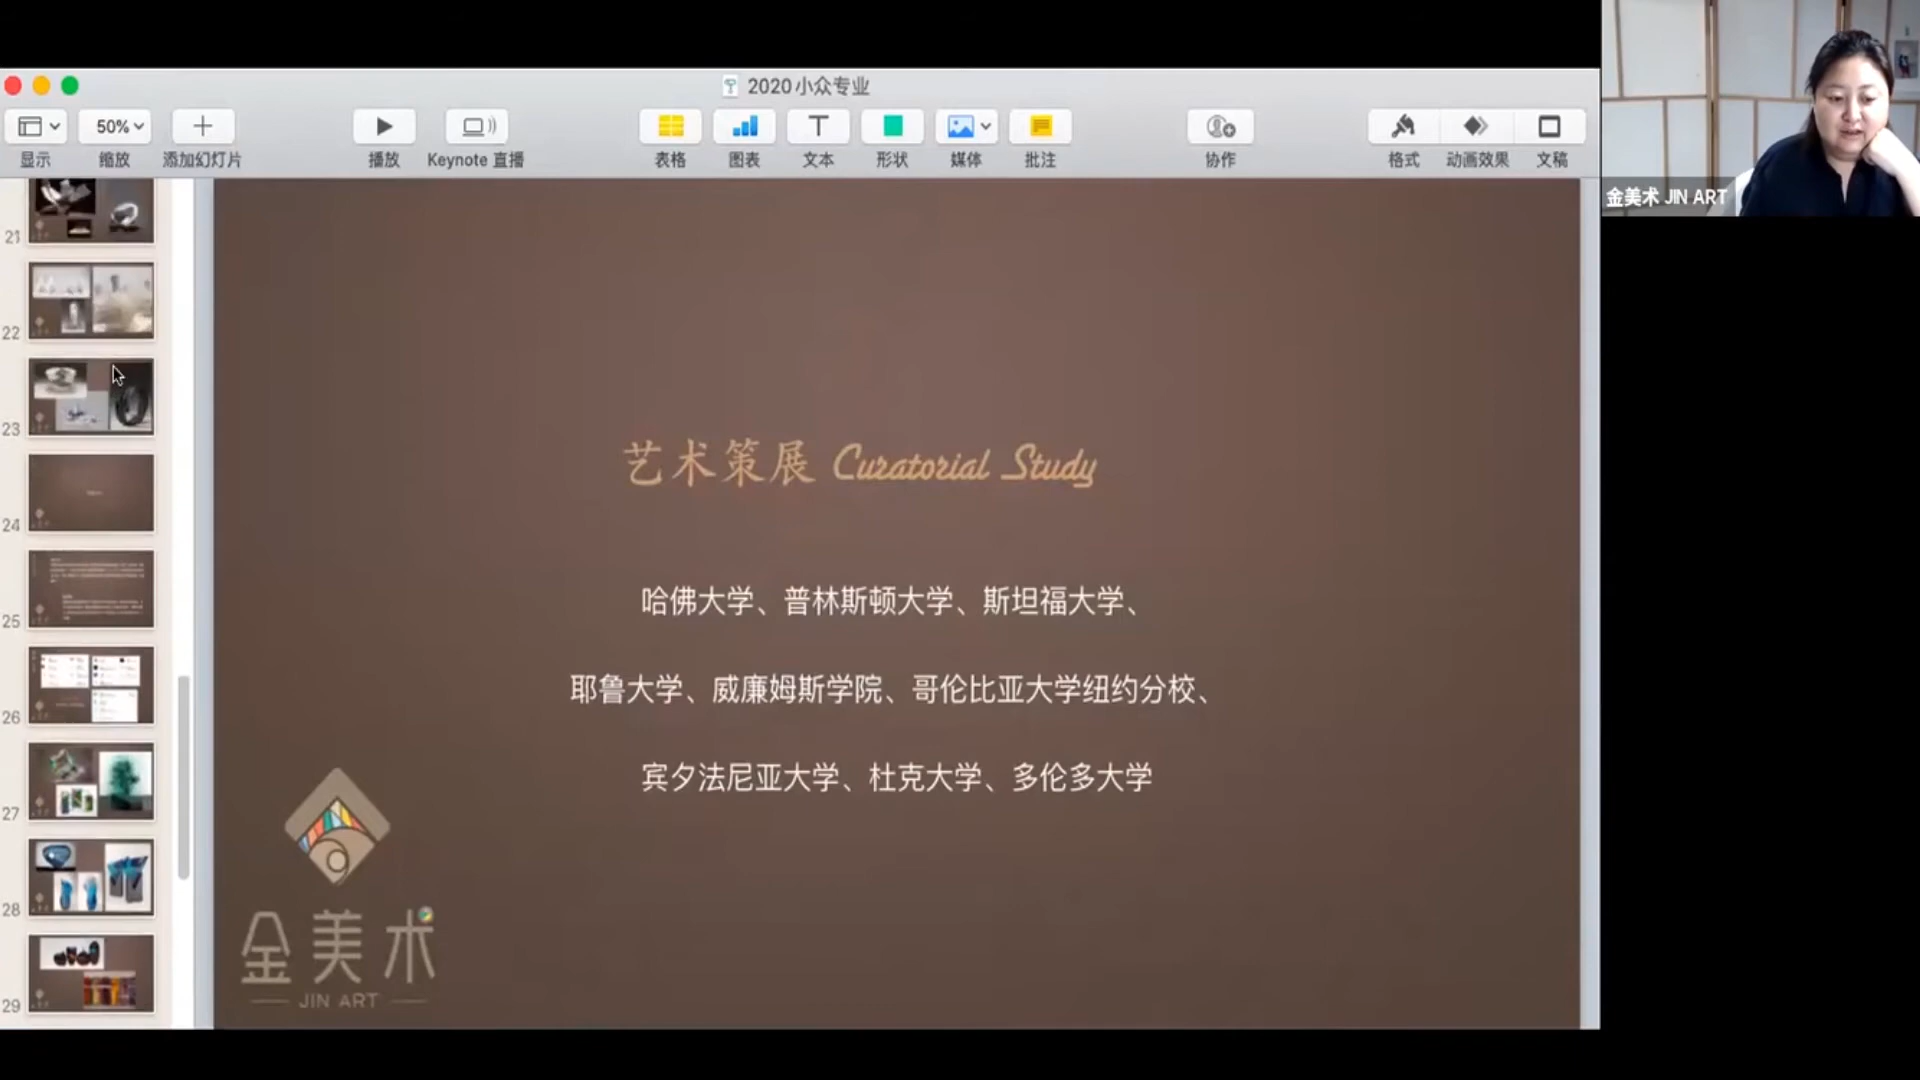 2020小众专业
50%
显示
缩放
添加幻灯片
播放
Keynote 直播
表格
图表
文本
形状
媒体
批注
协作
格式
动画效果
文稿
金美术 JIN ART
21
22
23
24
25
26
27
28
29
艺术策展 Curatorial Study
哈佛大学、普林斯顿大学、斯坦福大学、
耶鲁大学、威廉姆斯学院、哥伦比亚大学纽约分校、
宾夕法尼亚大学、杜克大学、多伦多大学
金美术
JIN ART